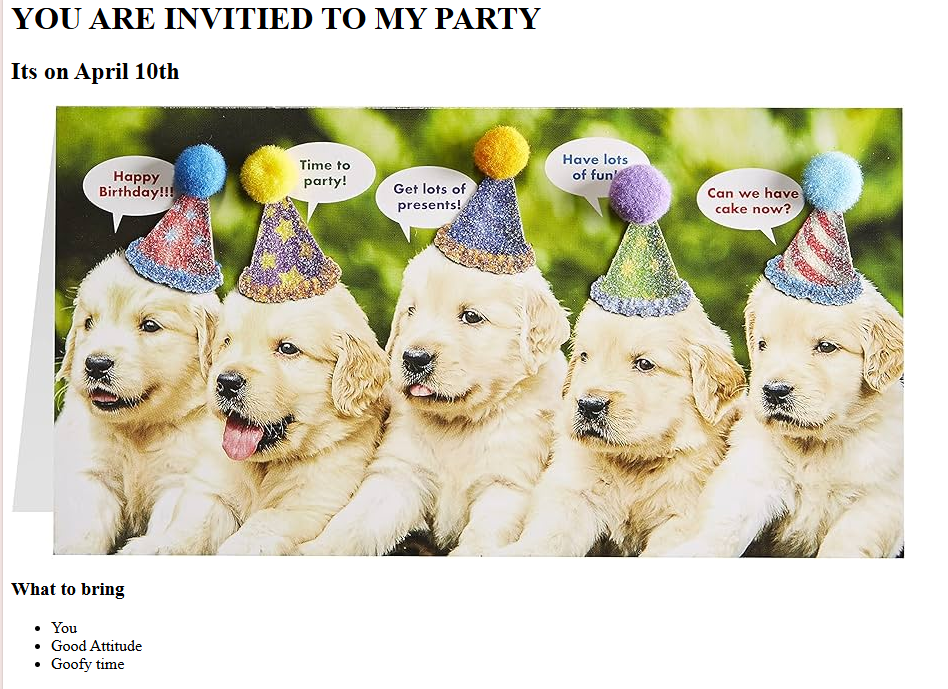 YOU ARE INVITIED TO MY PARTY
Its on April 10th
Happy
Birthday!!!
Time to
party!
Get lots of
presents!
Have lots
of fun!
Can we have
cake now?
What to bring
You
Good Attitude
Goofy time